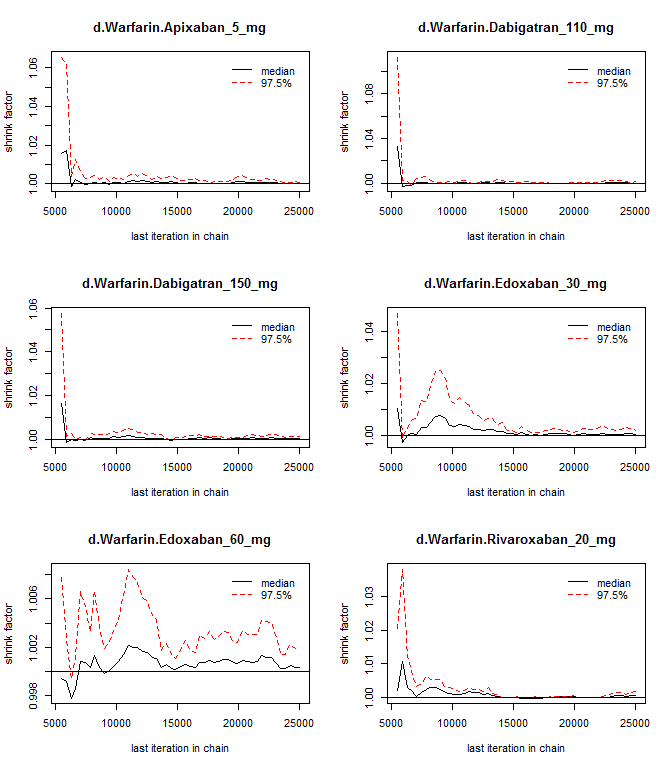 d.Warfarin.Apixaban_5_mg
shrink factor
1.00 1.02 1.04 1.06
median
97.5%
5000 10000 15000 20000 25000
last iteration in chain
d.Warfarin.Dabigatran_110_mg
shrink factor
1.00 1.04 1.08
median
97.5%
5000 10000 15000 20000 25000
last iteration in chain
d.Warfarin.Dabigatran_150_mg
shrink factor
1.00 1.02 1.04 1.06
median
97.5%
5000 10000 15000 20000 25000
last iteration in chain
d.Warfarin.Edoxaban_30_mg
shrink factor
1.00 1.02 1.04
median
97.5%
5000 10000 15000 20000 25000
last iteration in chain
d.Warfarin.Edoxaban_60_mg
shrink factor
0.998 1.002 1.006
median
97.5%
5000 10000 15000 20000 25000
last iteration in chain
d.Warfarin.Rivaroxaban_20_mg
shrink factor
1.00 1.01 1.02 1.03
median
97.5%
5000 10000 15000 20000 25000
last iteration in chain